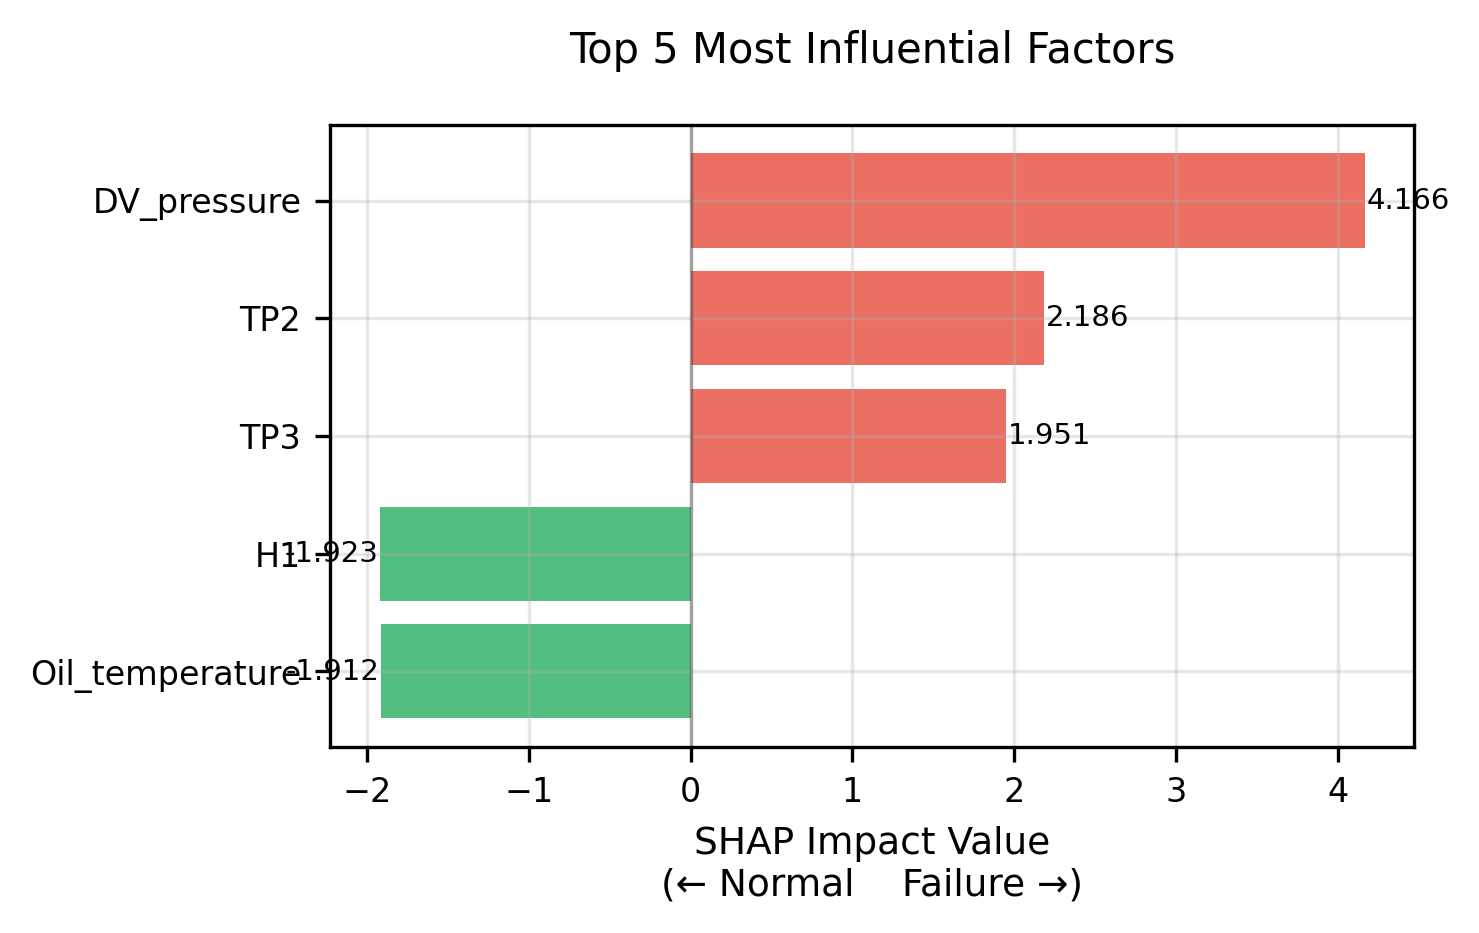 Top 5 Most Influential Factors
DV_pressure
4.166
TP2
2.186
TP3
1.951
H1
-1.923
Oil_temperature
-1.912
−2 −1 0 1 2 3 4
SHAP Impact Value
(← Normal    Failure →)